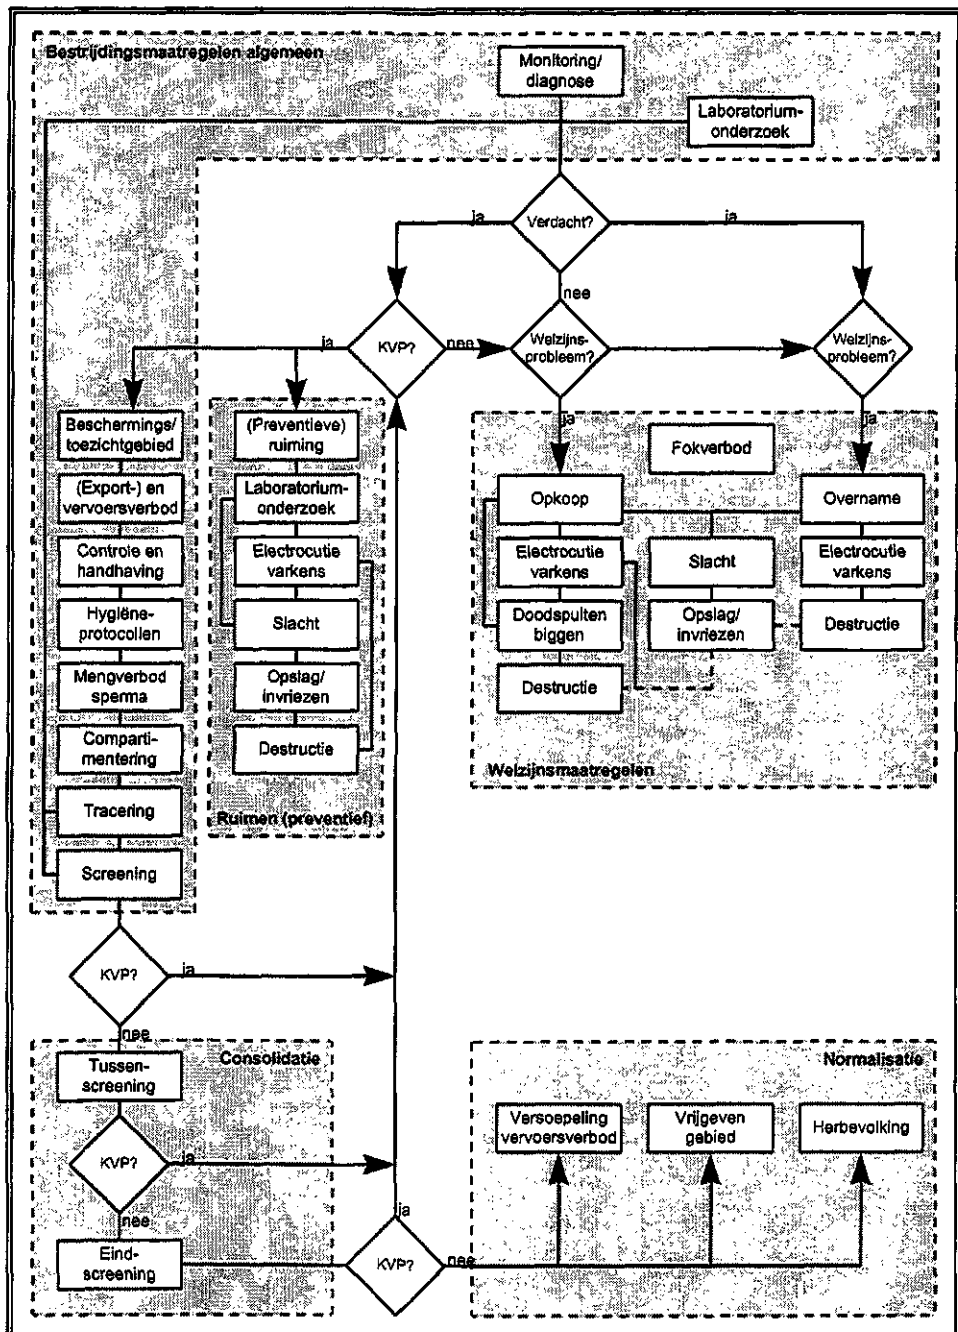 Bestrijdingsmaatregelen algemeen
Monitoring/
diagnose
Laboratorium-
onderzoek
ja
Verdacht?
ja
nee
ja
KVP?
nee
Welzijns-
probleem?
Welzijns-
probleem?
ja
ja
Beschermings/
toezichtgebied
(Export-) en
vervoersverbod
Controle en
handhaving
Hygiëne-
protocollen
Mengverbod
sperma
Comparti-
mentering
Tracering
Screening
(Preventieve)
ruiming
Laboratorium-
onderzoek
Electrocutie
varkens
Slacht
Opslag/
invriezen
Destructie
Ruimen (preventief)
Fokverbod
Opkoop
Overname
Electrocutie
varkens
Slacht
Electrocutie
varkens
Doodspuiten
biggen
Opslag/
invriezen
Destructie
Destructie
Welzijnsmaatregelen
KVP?
ja
nee
Consolidatie
Tussen-
screening
KVP?
ja
nee
Eind-
screening
ja
KVP?
nee
Normalisatie
Versoepeling
vervoersverbod
Vrijgeven
gebied
Herbevolking